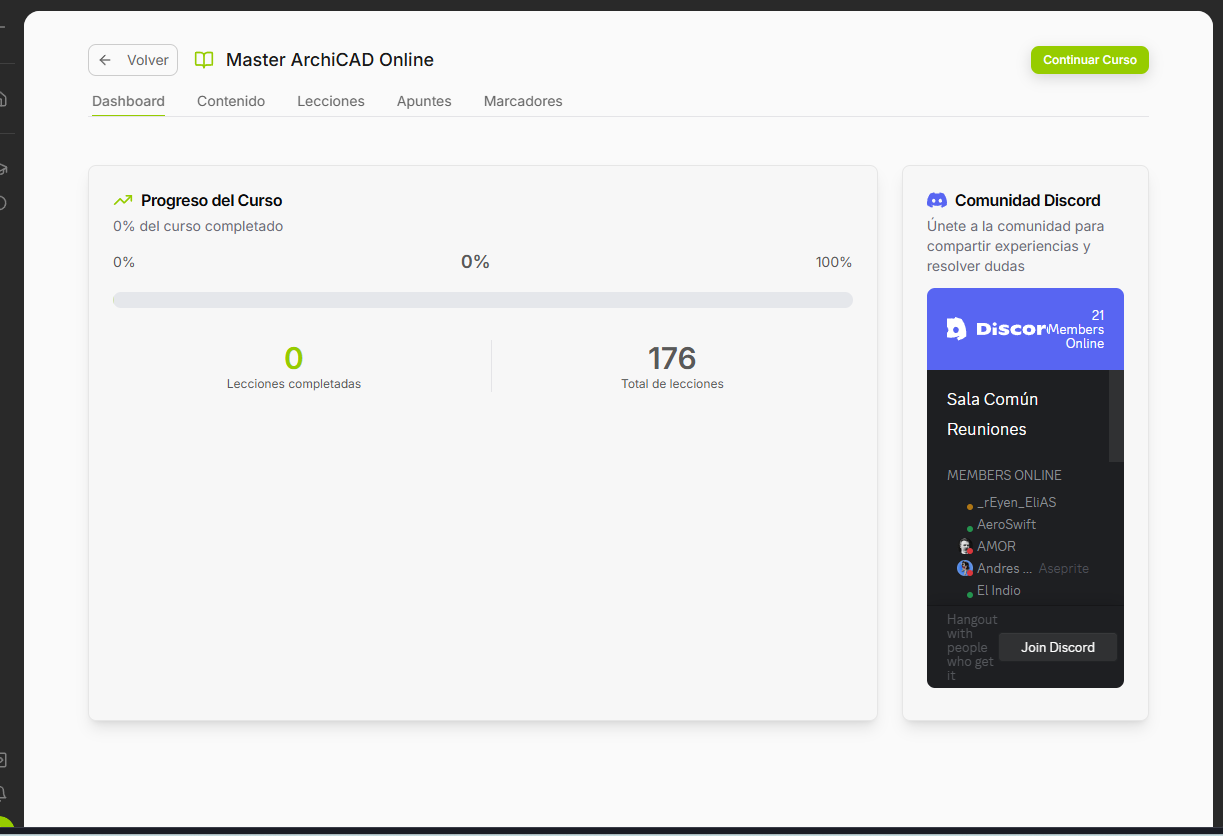 Volver
Master ArchiCAD Online
Continuar Curso
Dashboard
Contenido
Lecciones
Apuntes
Marcadores
Progreso del Curso
0% del curso completado
0%
0%
100%
0
Lecciones completadas
176
Total de lecciones
Comunidad Discord
Únete a la comunidad para
compartir experiencias y
resolver dudas
Discor
21
Members
Online
Sala Común
Reuniones
MEMBERS ONLINE
_rEyen_EliAS
AeroSwift
AMOR
Andres ... Aseprite
El Indio
Hangout
with
people
who get
it
Join Discord